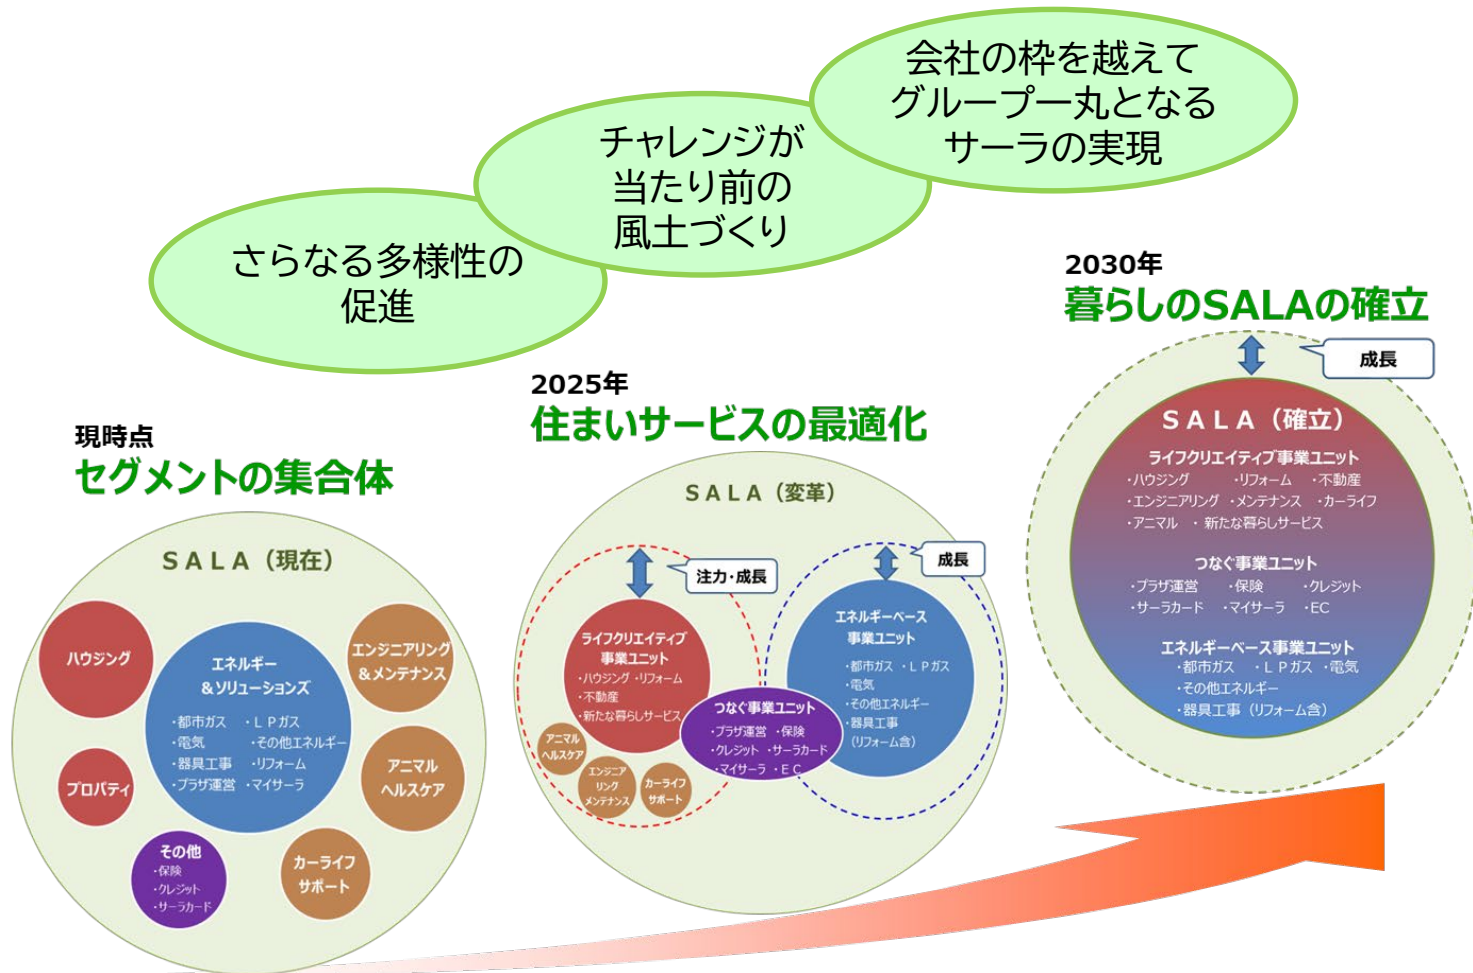 会社の枠を越えて
グループ一丸となる
サーラの実現
チャレンジが
当たり前の
風土づくり
さらなる多様性の
促進
現時点
セグメントの集合体
SALA（現在）
ハウジング
プロパティ
エネルギー
＆ソリューションズ
・都市ガス ・ＬＰガス
・電気 ・その他エネルギー
・器具工事 ・リフォーム
・プラザ運営 ・マイサーラ
エンジニアリング
＆メンテナンス
アニマル
ヘルスケア
カーライフ
サポート
その他
・保険
・クレジット
・サーラカード
2025年
住まいサービスの最適化
SALA（変革）
注力・成長
成長
ライフクリエイティブ
事業ユニット
・ハウジング ・リフォーム
・不動産
・新たな暮らしサービス
アニマル
ヘルスケア
エンジニア
リング
メンテナンス
カーライフ
サポート
つなぐ事業ユニット
・プラザ運営 ・保険
・クレジット ・サーラカード
・マイサーラ ・ＥＣ
エネルギーベース
事業ユニット
・都市ガス ・ＬＰガス
・電気
・その他エネルギー
・器具工事
（リフォーム含）
2030年
暮らしのSALAの確立
成長
SALA（確立）
ライフクリエイティブ事業ユニット
・ハウジング ・リフォーム ・不動産
・エンジニアリング ・メンテナンス ・カーライフ
・アニマル ・新たな暮らしサービス
つなぐ事業ユニット
・プラザ運営 ・保険 ・クレジット
・サーラカード ・マイサーラ ・EC
エネルギーベース事業ユニット
・都市ガス ・ＬＰガス ・電気
・その他エネルギー
・器具工事（リフォーム含）